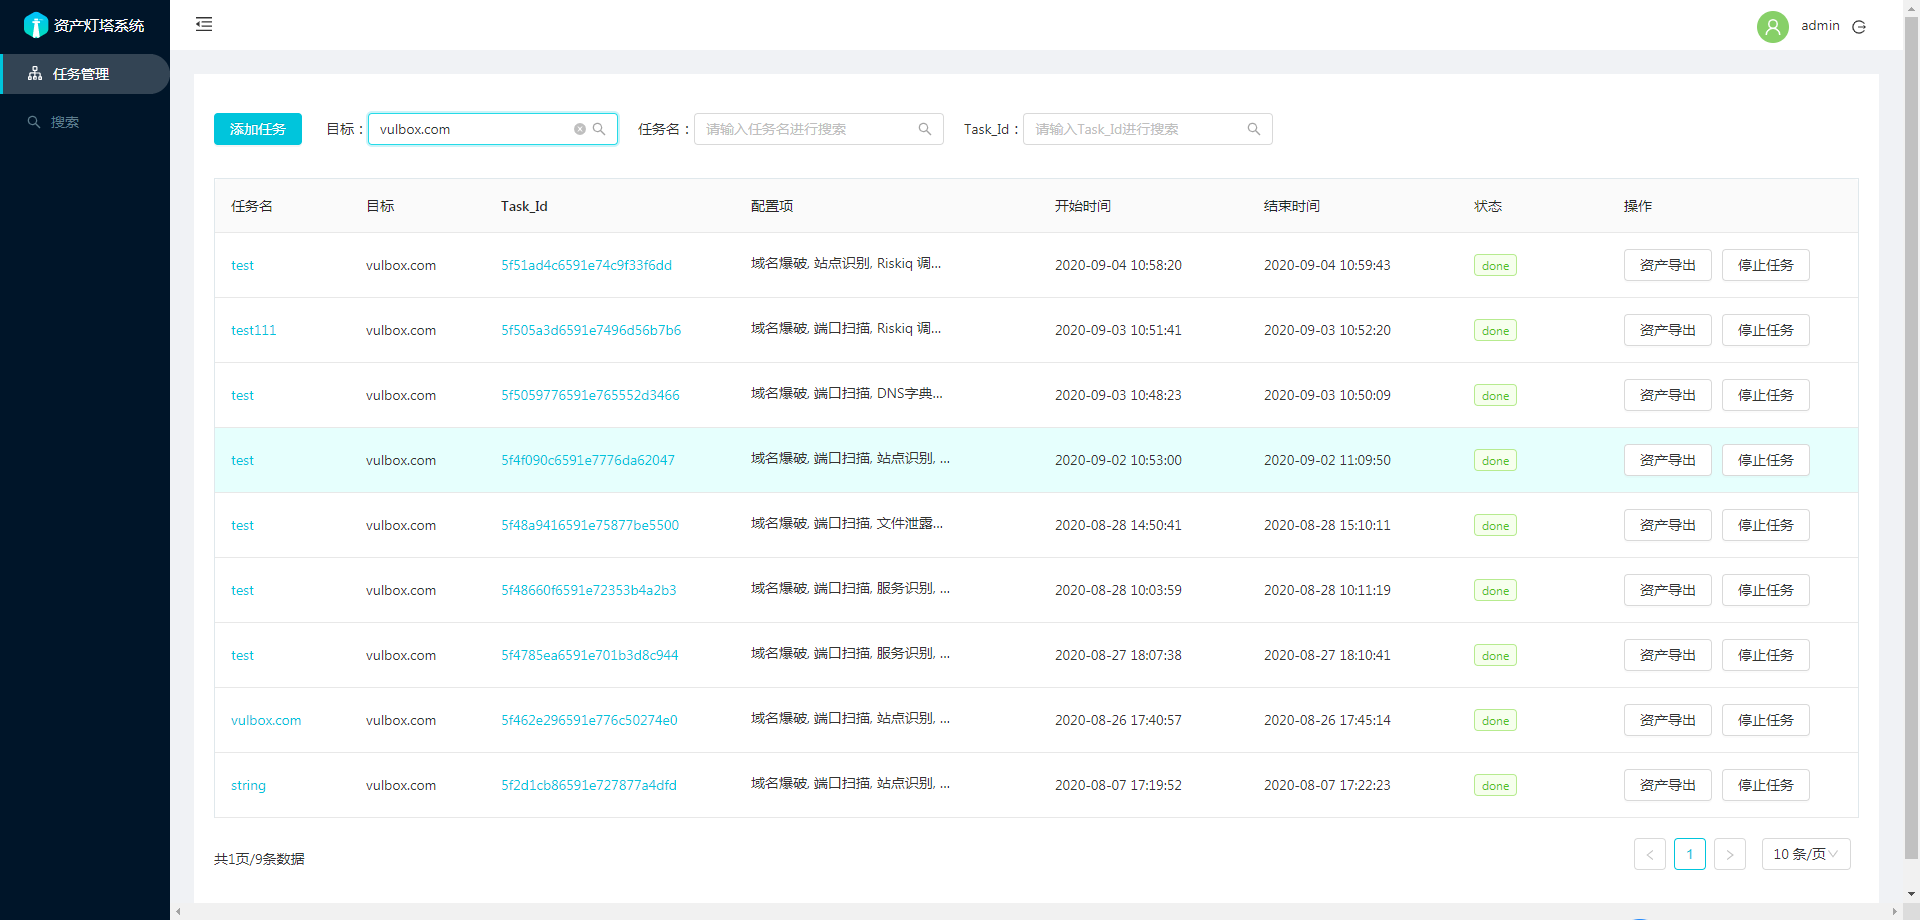 资产灯塔系统
admin
任务管理
搜索
添加任务 目标： vulbox.com 任务名： 请输入任务名进行搜索 Task_Id： 请输入Task_Id进行搜索
任务名 目标 Task_Id 配置项 开始时间 结束时间 状态 操作
test vulbox.com 5f51ad4c6591e74c9f33f6dd 域名爆破, 站点识别, Riskiq 调... 2020-09-04 10:58:20 2020-09-04 10:59:43 done 资产导出 停止任务
test111 vulbox.com 5f505a3d6591e7496d56b7b6 域名爆破, 端口扫描, Riskiq 调... 2020-09-03 10:51:41 2020-09-03 10:52:20 done 资产导出 停止任务
test vulbox.com 5f5059776591e765552d3466 域名爆破, 端口扫描, DNS字典... 2020-09-03 10:48:23 2020-09-03 10:50:09 done 资产导出 停止任务
test vulbox.com 5f4f090c6591e7776da62047 域名爆破, 端口扫描, 站点识别, ... 2020-09-02 10:53:00 2020-09-02 11:09:50 done 资产导出 停止任务
test vulbox.com 5f48a9416591e75877be5500 域名爆破, 端口扫描, 文件泄露... 2020-08-28 14:50:41 2020-08-28 15:10:11 done 资产导出 停止任务
test vulbox.com 5f48660f6591e72353b4a2b3 域名爆破, 端口扫描, 服务识别, ... 2020-08-28 10:03:59 2020-08-28 10:11:19 done 资产导出 停止任务
test vulbox.com 5f4785ea6591e701b3d8c944 域名爆破, 端口扫描, 服务识别, ... 2020-08-27 18:07:38 2020-08-27 18:10:41 done 资产导出 停止任务
vulbox.com vulbox.com 5f462e296591e776c50274e0 域名爆破, 端口扫描, 站点识别, ... 2020-08-26 17:40:57 2020-08-26 17:45:14 done 资产导出 停止任务
string vulbox.com 5f2d1cb86591e727877a4dfd 域名爆破, 端口扫描, 站点识别, ... 2020-08-07 17:19:52 2020-08-07 17:22:23 done 资产导出 停止任务
共1页/9条数据 < 1 > 10 条/页